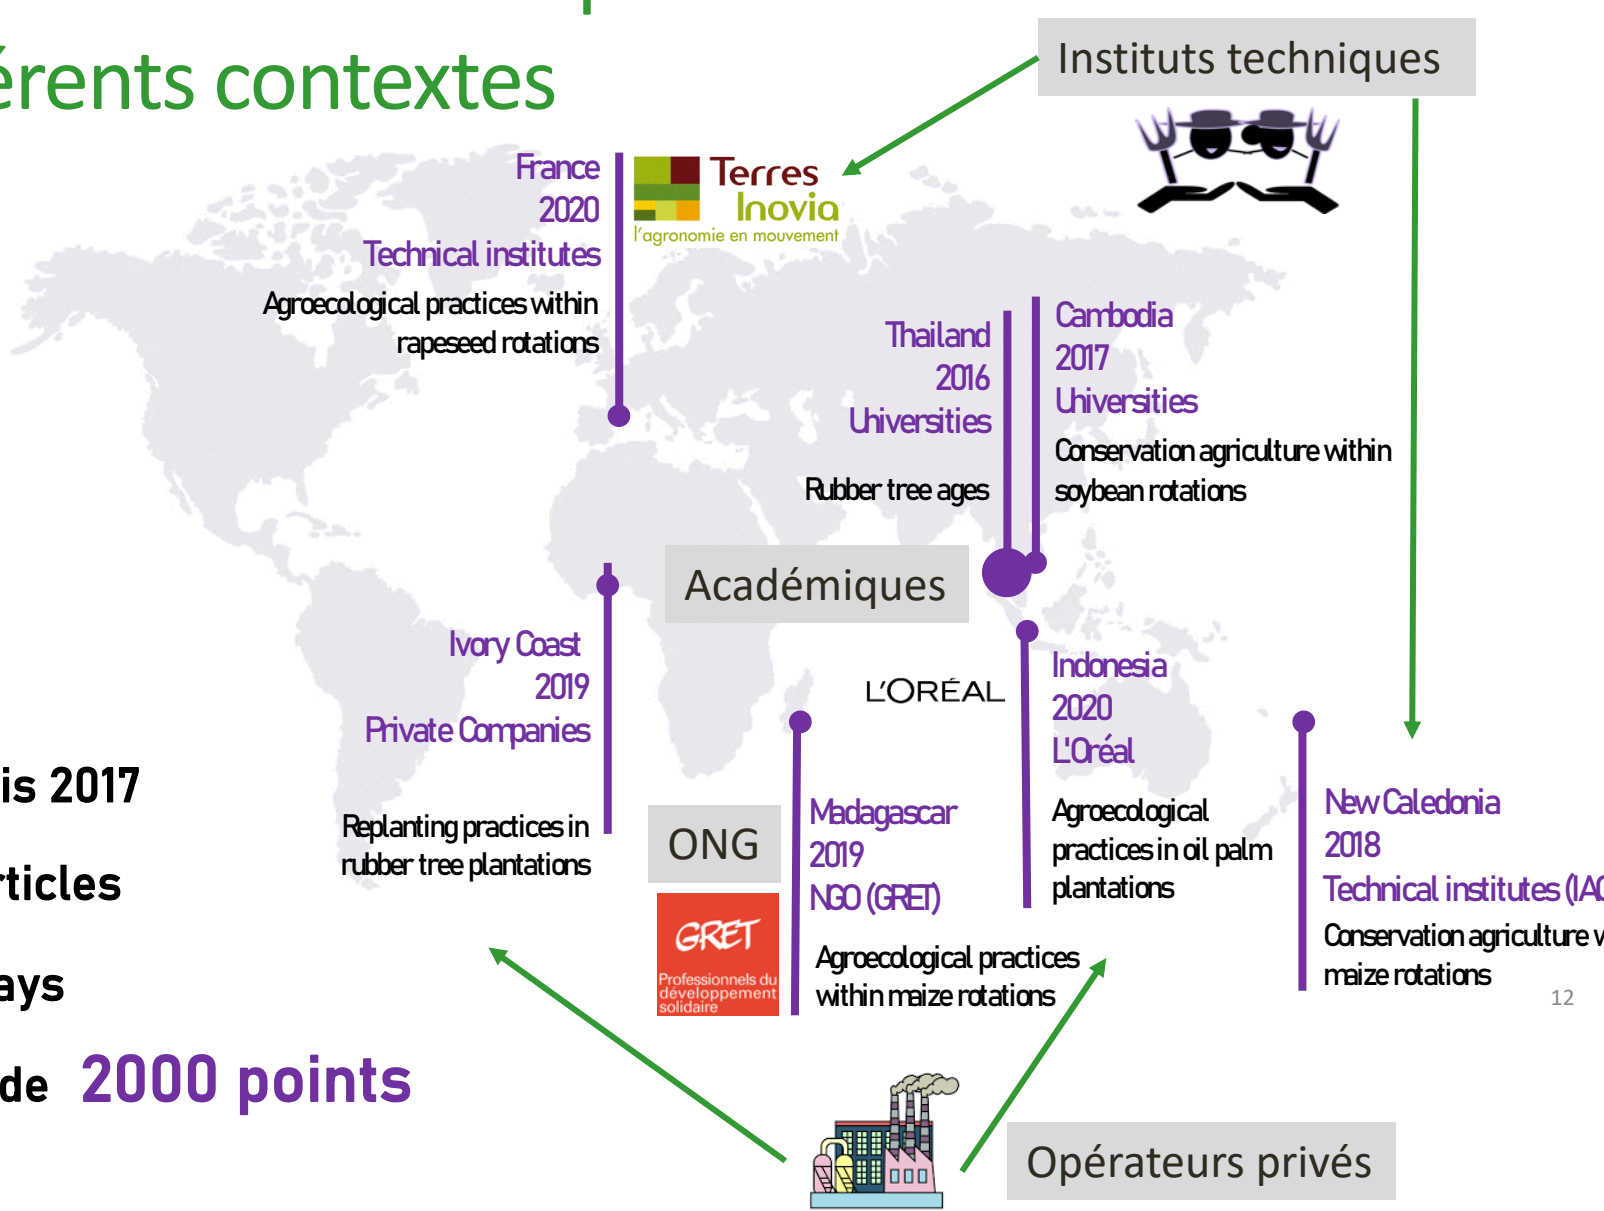 érents contextes
Instituts techniques
France
2020
Technical institutes
Agroecological practices within
rapeseed rotations
Terres
Inovia
l'agronomie en mouvement
Thailand
2016
Universities
Rubber tree ages
Cambodia
2017
Universities
Conservation agriculture within
soybean rotations
Académiques
Ivory Coast
2019
Private Companies
Replanting practices in
rubber tree plantations
L'ORÉAL
Indonesia
2020
L'Oréal
Agroecological
practices in oil palm
plantations
ONG
GRET
Professionnels du
développement
solidaire
Madagascar
2019
NGO (GRET)
Agroecological practices
within maize rotations
New Caledonia
2018
Technical institutes (IAC
Conservation agriculture w
maize rotations
is 2017
rticles
ays
de 2000 points
Opérateurs privés
12